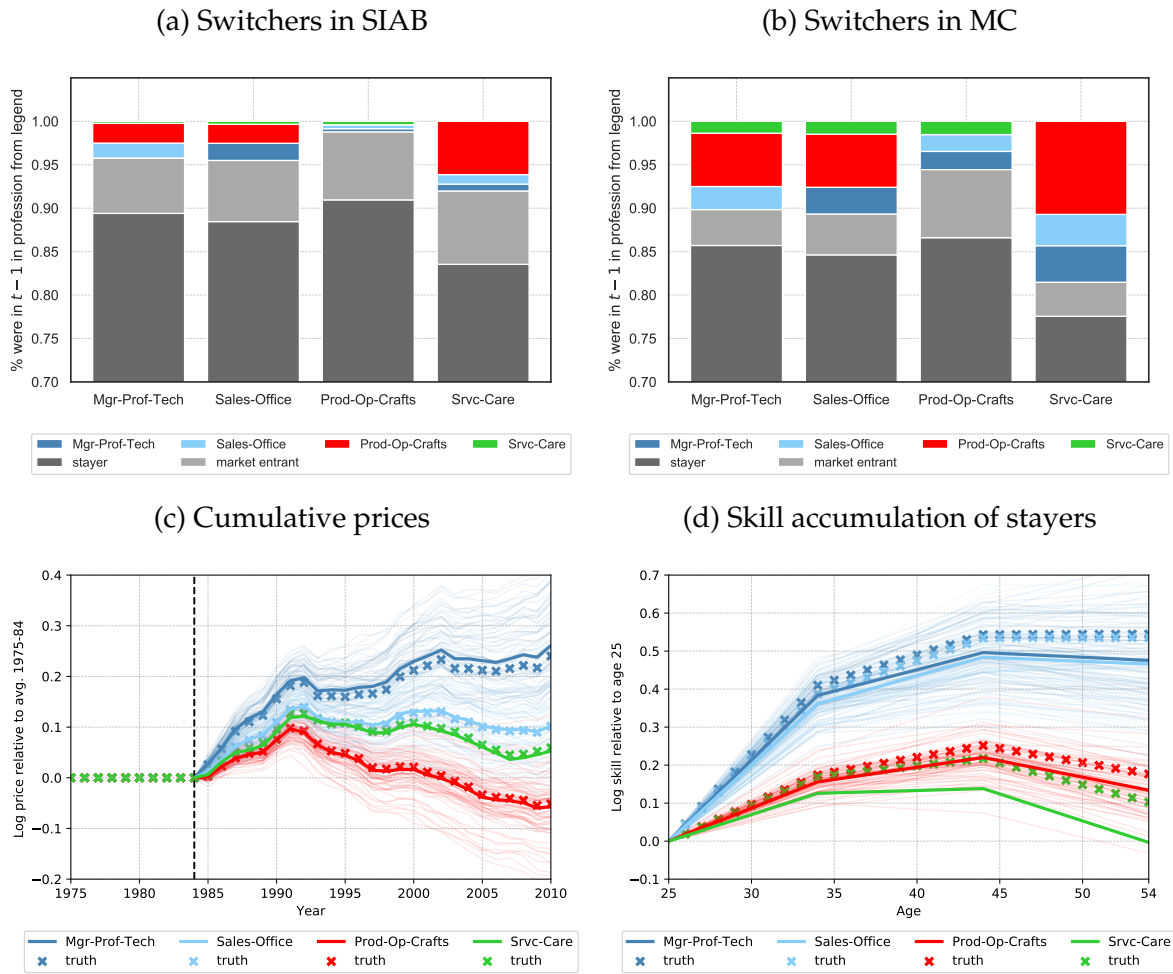 (a) Switchers in SIAB
% were in t − 1 in profession from legend
1.00
0.95
0.90
0.85
0.80
0.75
0.70
Mgr-Prof-Tech Sales-Office Prod-Op-Crafts Srvc-Care
Mgr-Prof-Tech Sales-Office Prod-Op-Crafts Srvc-Care
stayer market entrant
(b) Switchers in MC
% were in t − 1 in profession from legend
1.00
0.95
0.90
0.85
0.80
0.75
0.70
Mgr-Prof-Tech Sales-Office Prod-Op-Crafts Srvc-Care
Mgr-Prof-Tech Sales-Office Prod-Op-Crafts Srvc-Care
stayer market entrant
(c) Cumulative prices
Log price relative to avg. 1975-84
0.4
0.3
0.2
0.1
0.0
−0.1
−0.2
1975 1980 1985 1990 1995 2000 2005 2010
Year
Mgr-Prof-Tech Sales-Office Prod-Op-Crafts Srvc-Care
truth truth truth truth
(d) Skill accumulation of stayers
Log skill relative to age 25
0.7
0.6
0.5
0.4
0.3
0.2
0.1
0.0
−0.1
25 30 35 40 45 50 54
Age
Mgr-Prof-Tech Sales-Office Prod-Op-Crafts Srvc-Care
truth truth truth truth